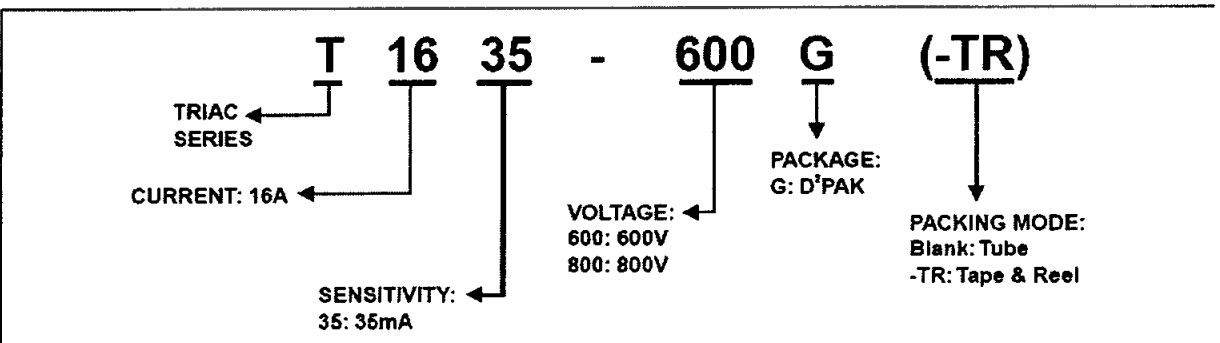 T 16 35 - 600 G (-TR)
TRIAC
SERIES
CURRENT: 16A
SENSITIVITY:
35: 35mA
VOLTAGE:
600: 600V
800: 800V
PACKAGE:
G: D²PAK
PACKING MODE:
Blank: Tube
-TR: Tape & Reel